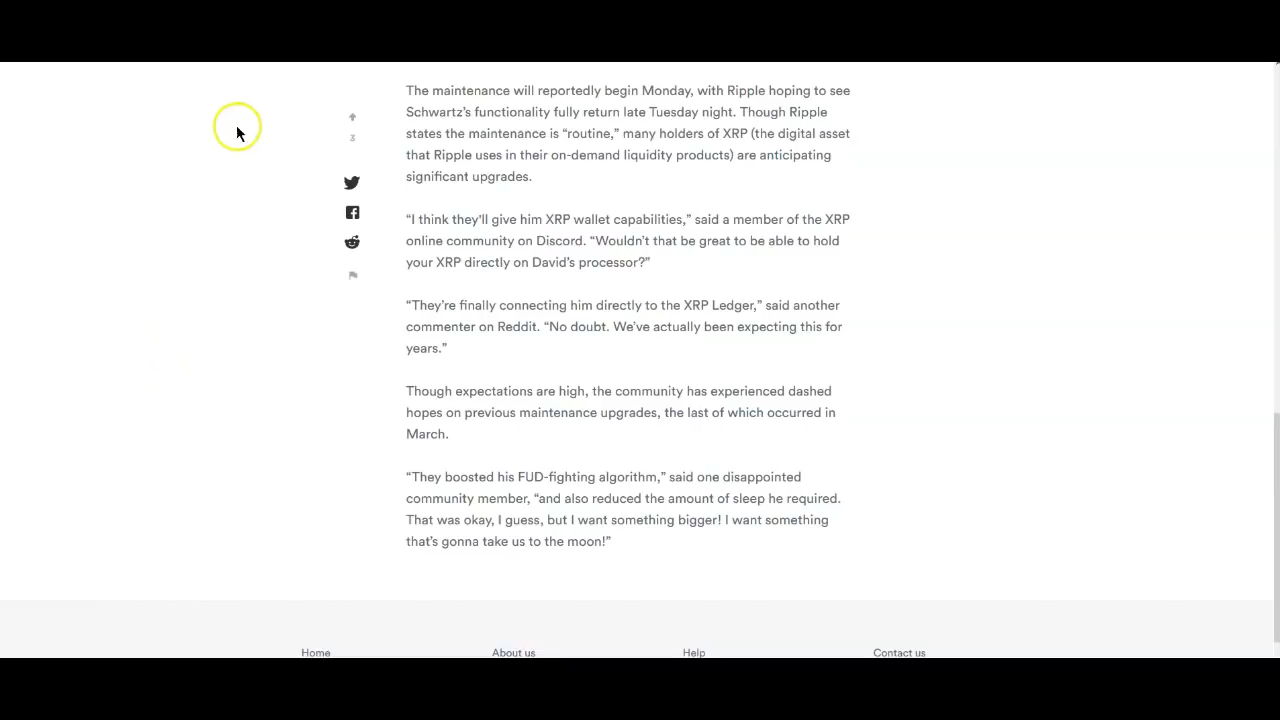 The maintenance will reportedly begin Monday, with Ripple hoping to see
Schwartz’s functionality fully return late Tuesday night. Though Ripple
states the maintenance is “routine,” many holders of XRP (the digital asset
that Ripple uses in their on-demand liquidity products) are anticipating
significant upgrades.
3
“I think they'll give him XRP wallet capabilities,” said a member of the XRP
online community on Discord. “Wouldn’t that be great to be able to hold
your XRP directly on David’s processor?”
“They’re finally connecting him directly to the XRP Ledger,” said another
commenter on Reddit. “No doubt. We’ve actually been expecting this for
years.”
Though expectations are high, the community has experienced dashed
hopes on previous maintenance upgrades, the last of which occurred in
March.
“They boosted his FUD-fighting algorithm,” said one disappointed
community member, “and also reduced the amount of sleep he required.
That was okay, I guess, but I want something bigger! I want something
that’s gonna take us to the moon!”
Home About us Help Contact us